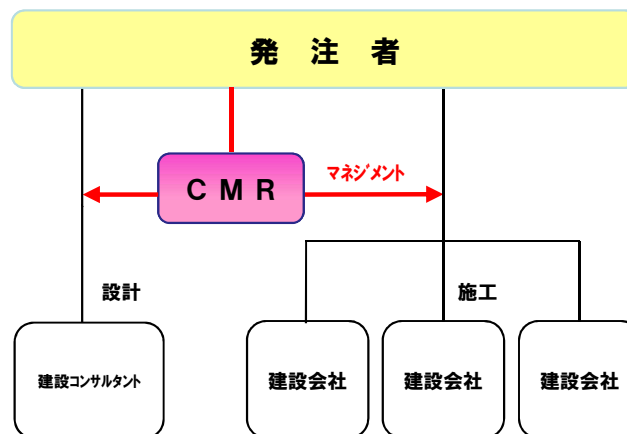 発 注 者
CMR
マネジメント
設計
施工
建設コンサルタント
建設会社
建設会社
建設会社